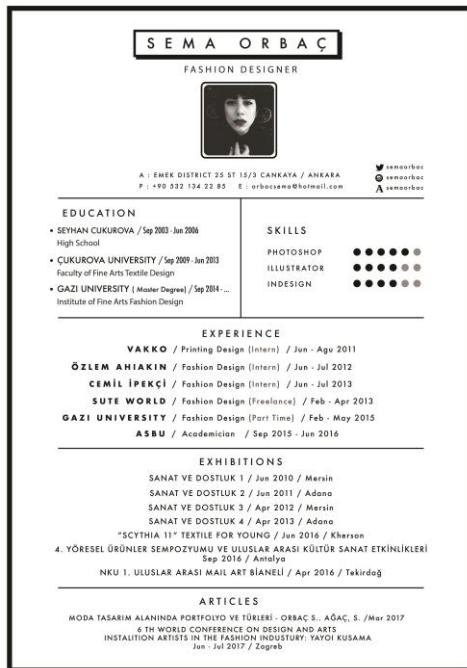 SEMA ORBAÇ
FASHION DESIGNER
A : EMEK DISTRICT 25 ST 15/3 CANKAYA / ANKARA
P : +90 532 134 22 85 E : orbacsema@hotmail.com
semaorbac
semaorbac
semaorbac
EDUCATION
• SEYHAN CUKUROVA / Sep 2003 - Jun 2006
High School
• ÇUKUROVA UNIVERSITY / Sep 2009 - Jun 2013
Faculty of Fine Arts Textile Design
• GAZI UNIVERSITY ( Master Degree) / Sep 2014 - ...
Institute of Fine Arts Fashion Design
SKILLS
PHOTOSHOP
ILLUSTRATOR
INDESIGN
EXPERIENCE
VAKKO / Printing Design (Intern) / Jun - Agu 2011
ÖZLEM AHIAKIN / Fashion Design (Intern) / Jun - Jul 2012
CEMİL İPEKÇİ / Fashion Design (Intern) / Jun - Jul 2013
SUTE WORLD / Fashion Design (Freelance) / Feb - Apr 2013
GAZI UNIVERSITY / Fashion Design (Part Time) / Feb - May 2015
ASBU / Academician / Sep 2015 - Jun 2016
EXHIBITIONS
SANAT VE DOSTLUK 1 / Jun 2010 / Mersin
SANAT VE DOSTLUK 2 / Jun 2011 / Adana
SANAT VE DOSTLUK 3 / Apr 2012 / Mersin
SANAT VE DOSTLUK 4 / Apr 2013 / Adana
"SCYTHIA 11" TEXTILE FOR YOUNG / Jun 2016 / Kherson
4. YÖRESEL ÜRÜNLER SEMPOZYUMU VE ULUSLAR ARASI KÜLTÜR SANAT ETKİNLİKLERİ
Sep 2016 / Antalya
NKU 1. ULUSLAR ARASI MAIL ART BİANELİ / Apr 2016 / Tekirdağ
ARTICLES
MODA TASARIM ALANINDA PORTFOLYO VE TÜRLERİ - ORBAÇ S.. AĞAÇ, S. /Mar 2017
6 TH WORLD CONFERENCE ON DESIGN AND ARTS
INSTALITION ARTISTS IN THE FASHION INDUSTURY: YAYOI KUSAMA
Jun - Jul 2017 / Zagreb